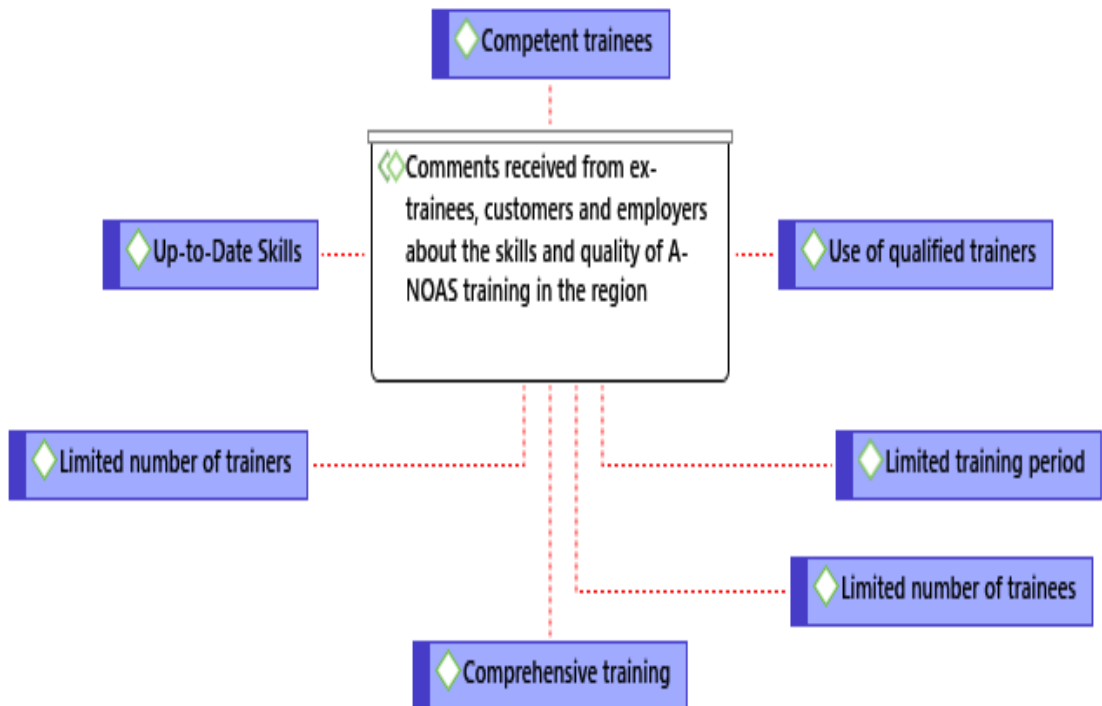 Competent trainees
Comments received from ex-
trainees, customers and employers
about the skills and quality of A-
NOAS training in the region
Up-to-Date Skills
Use of qualified trainers
Limited number of trainers
Limited training period
Limited number of trainees
Comprehensive training